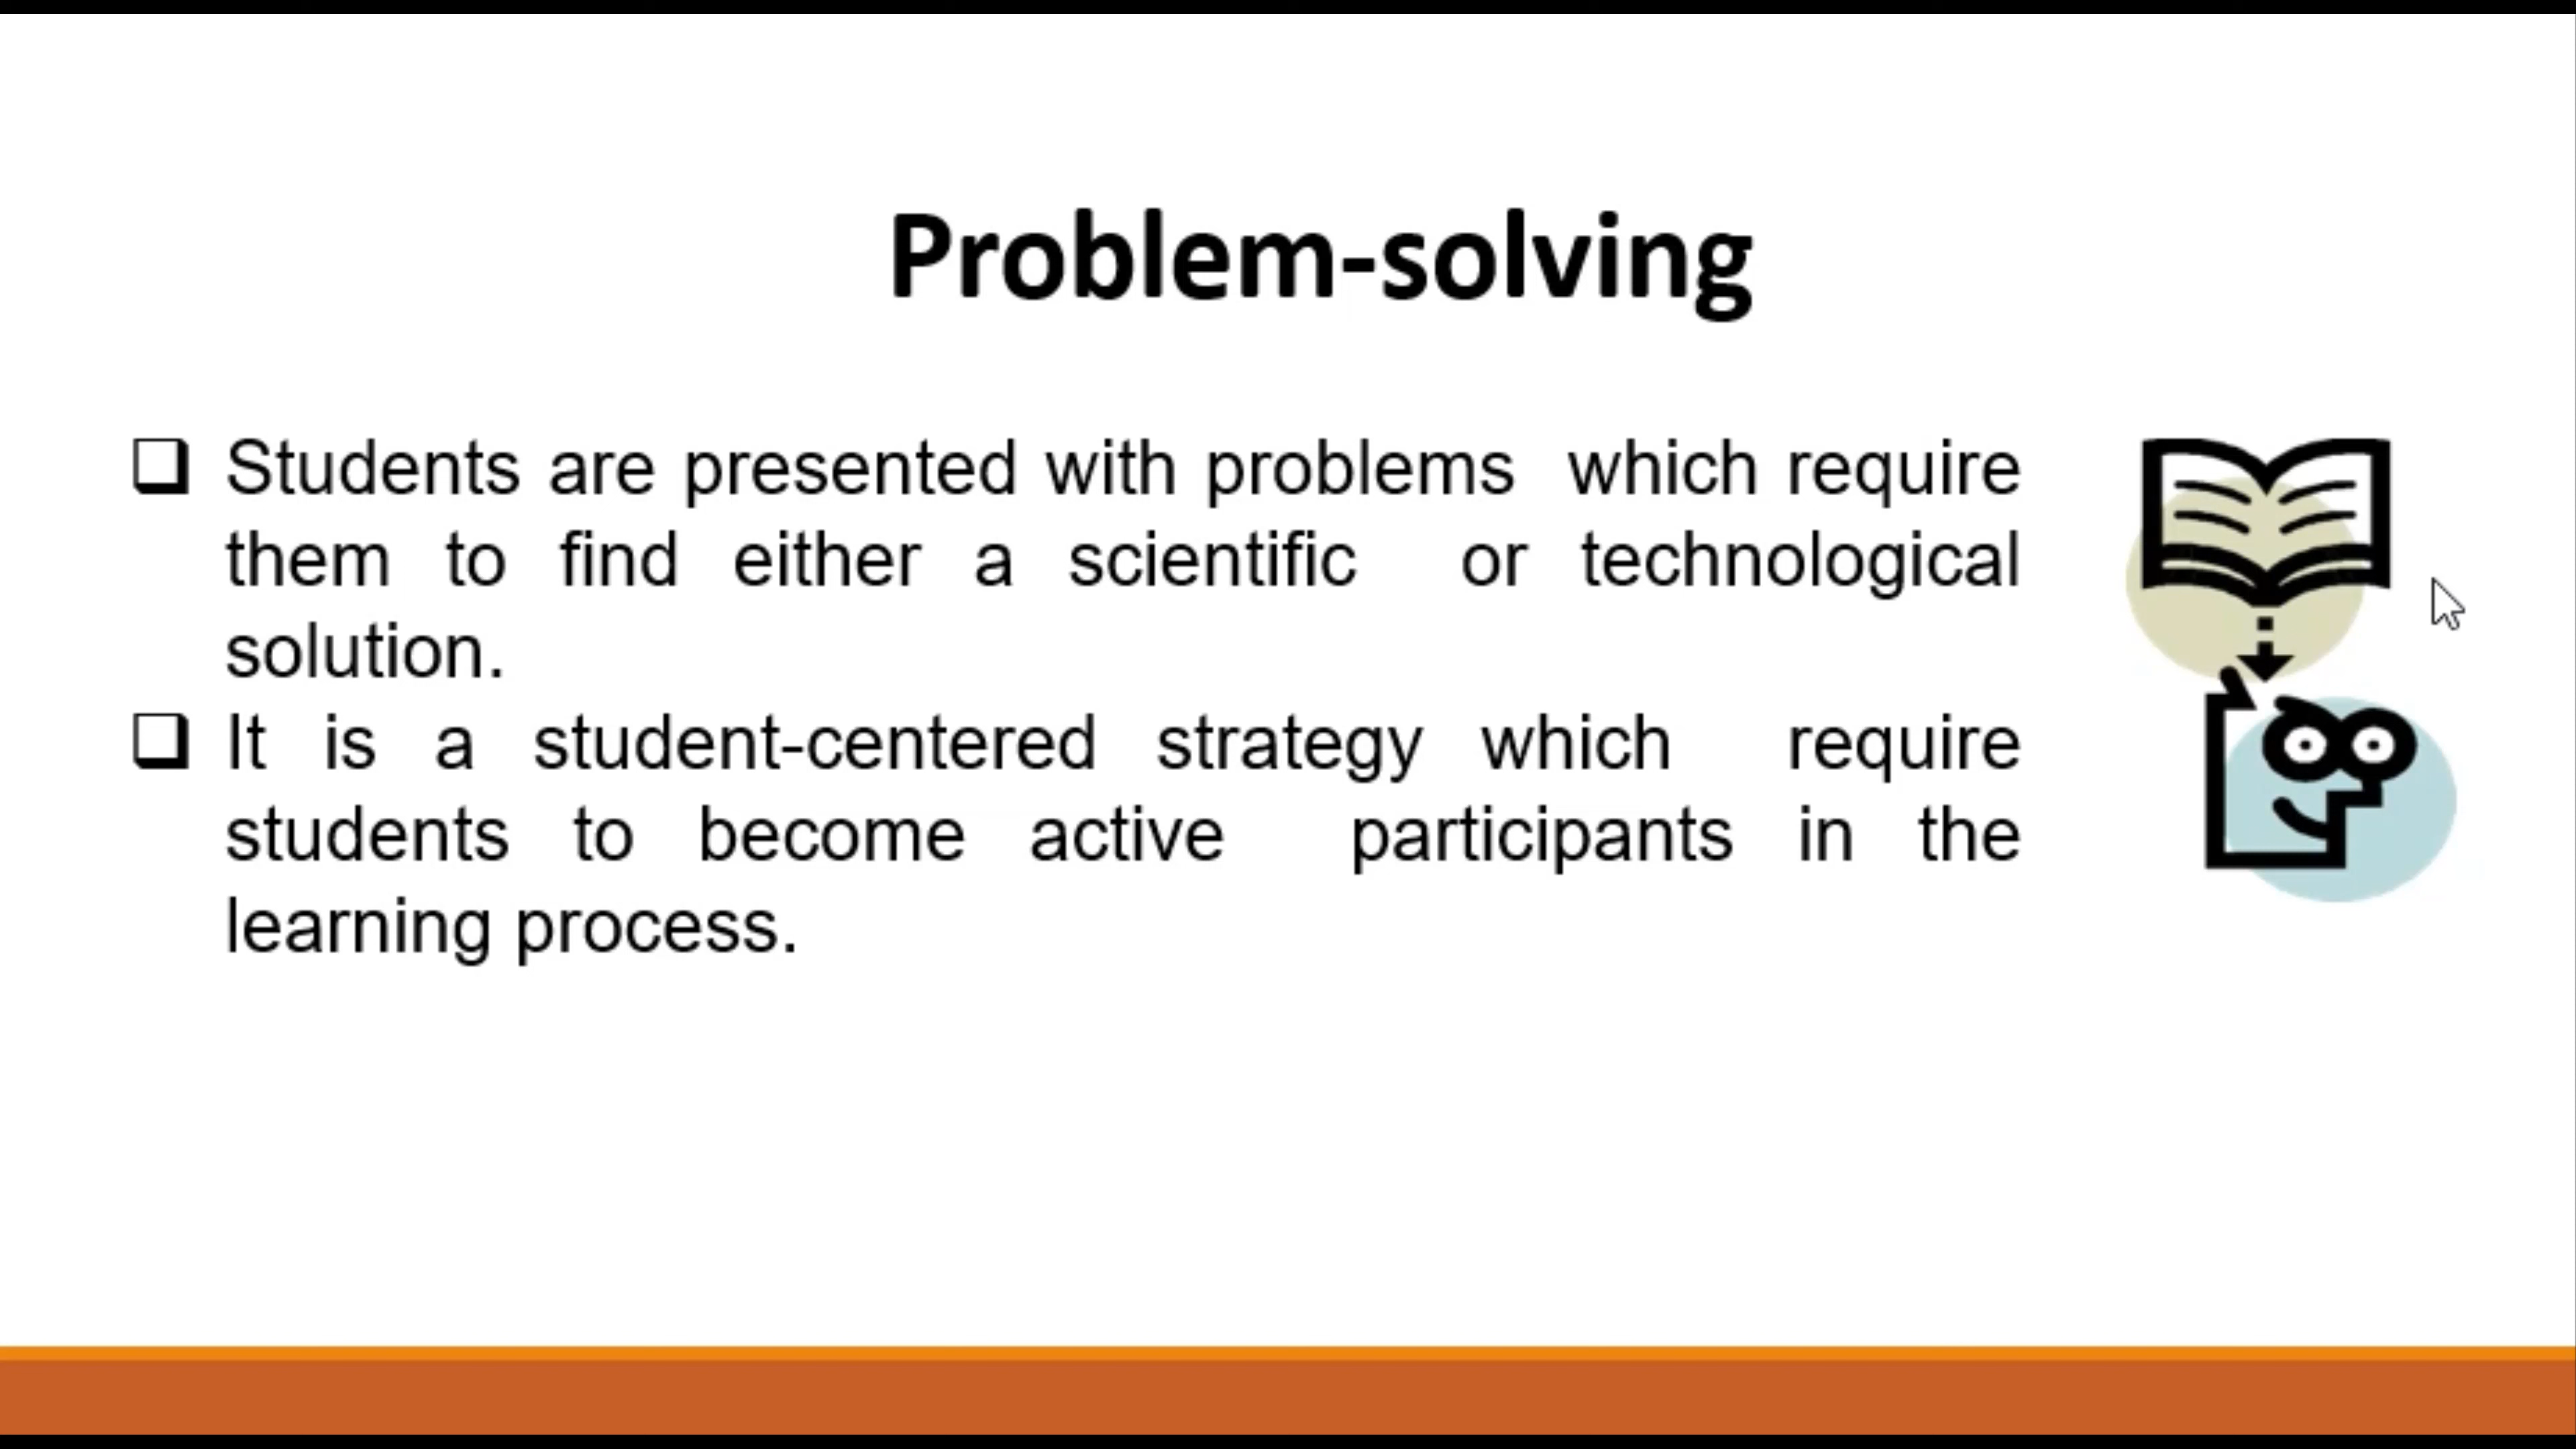 Problem-solving
Students are presented with problems which require
them to find either a scientific or technological
solution.
It is a student-centered strategy which require
students to become active participants in the
learning process.